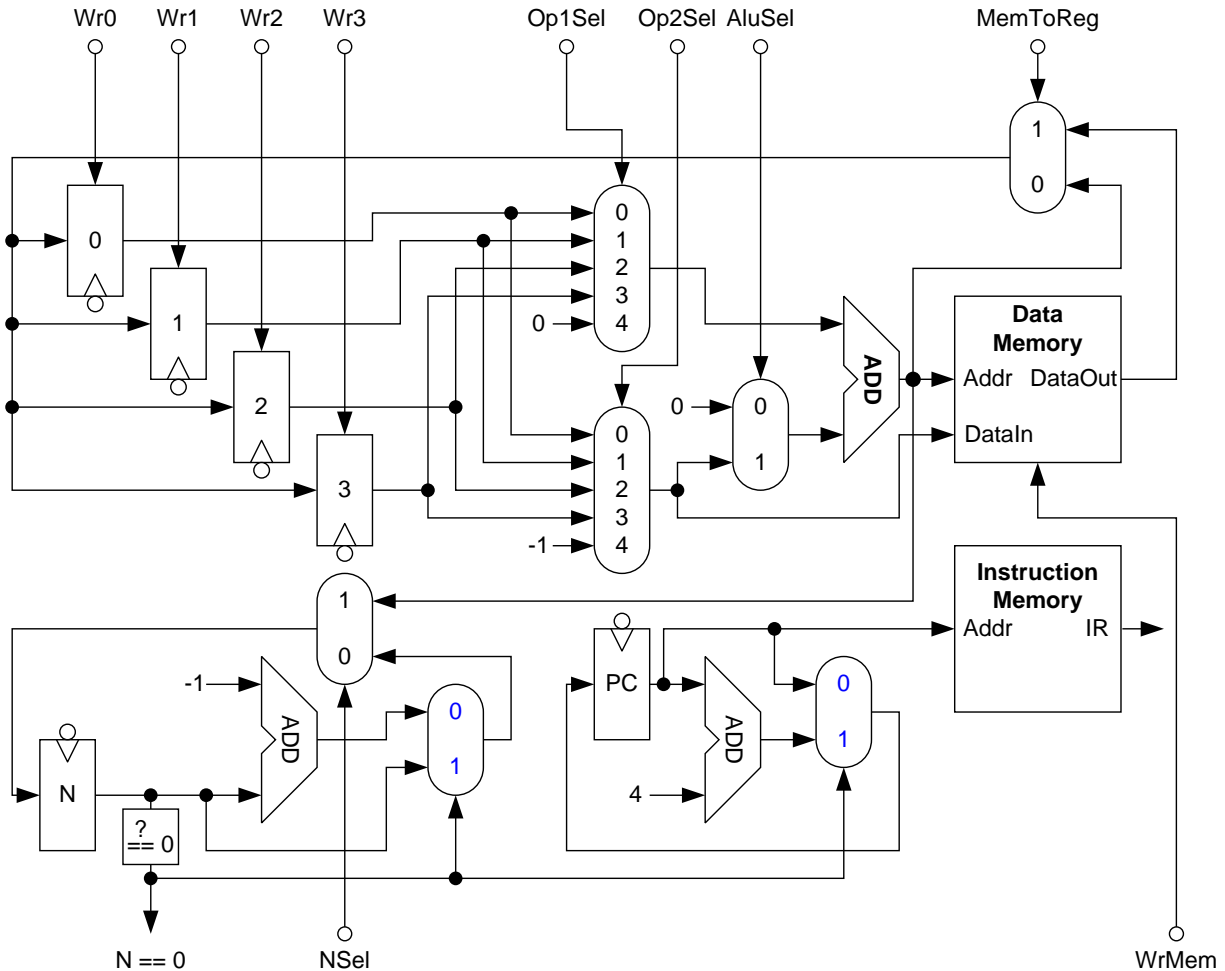 Wr0 Wr1 Wr2 Wr3 Op1Sel Op2Sel AluSel MemToReg
1
0
0
1
2
3
0
1
2
3
4
0
0
1
2
3
4
-1
0
0
1
ADD
Data
Memory
Addr DataOut
DataIn
1
0
-1
ADD
0
1
N
?
== 0
N == 0
NSel
PC
4
ADD
0
1
Instruction
Memory
Addr IR
WrMem